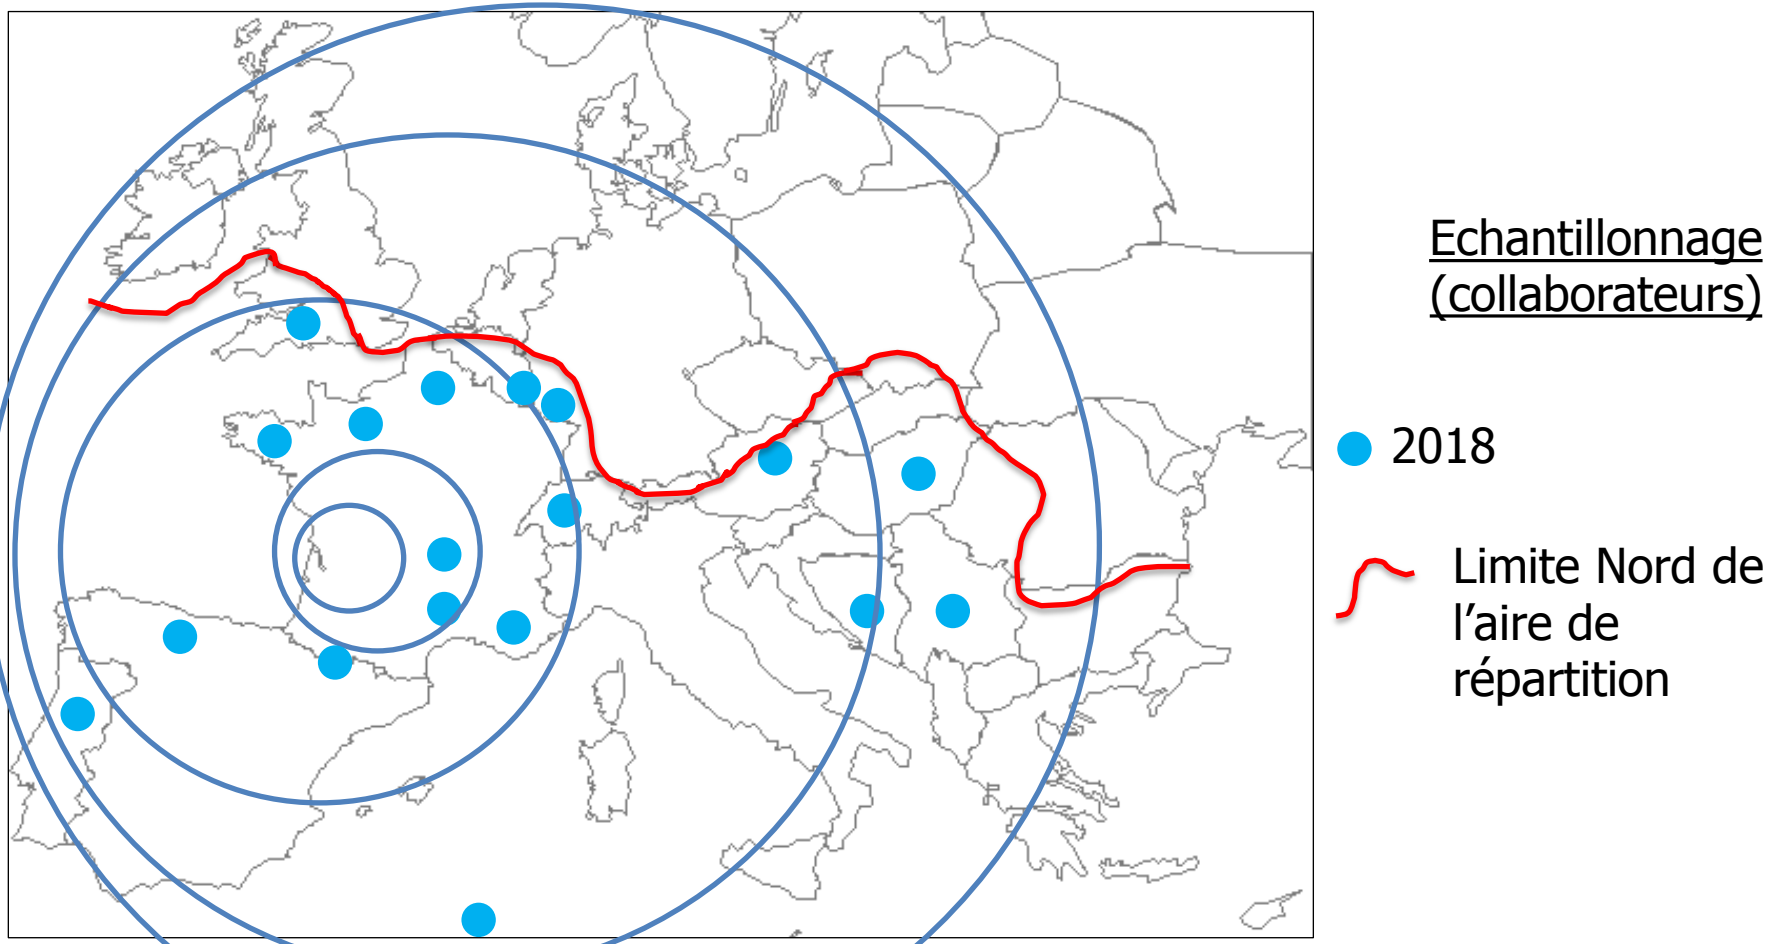 Echantillonnage
(collaborateurs)
2018
Limite Nord de
l’aire de
répartition